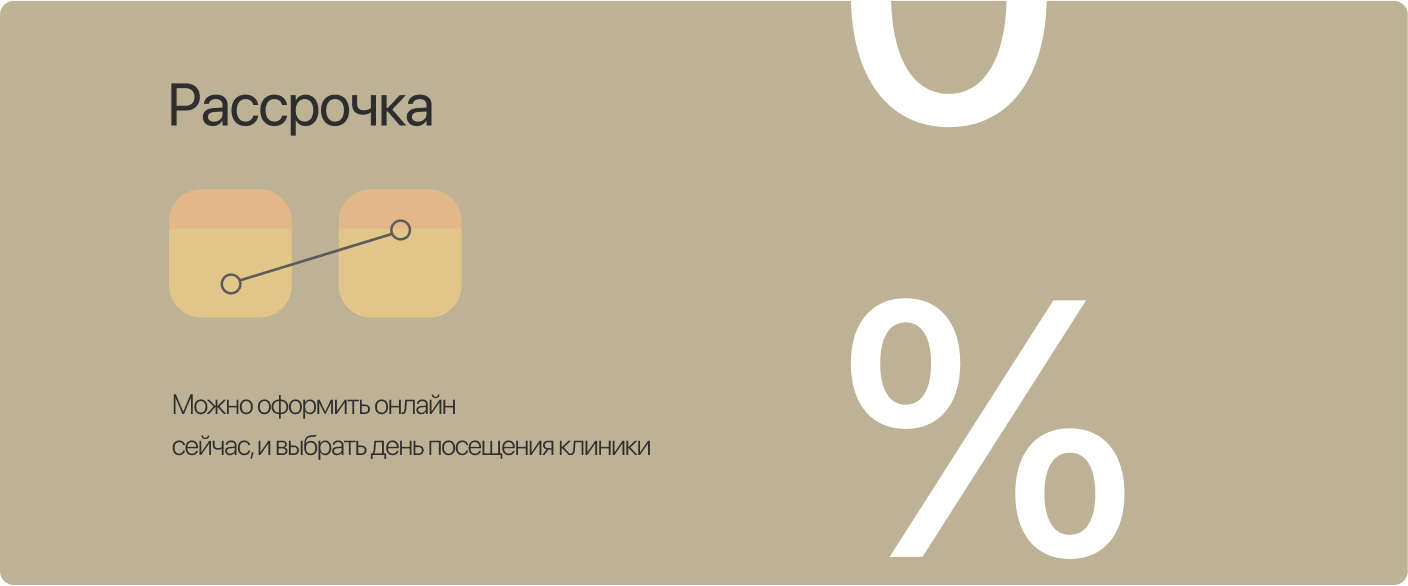 Рассрочка
Можно оформить онлайн
сейчас, и выбрать день посещения клиники
0
%